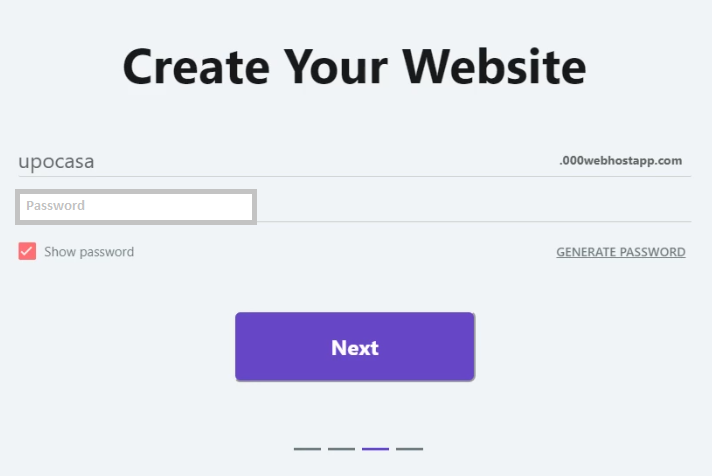 Create Your Website
upocasa .000webhostapp.com
Password
Show password GENERATE PASSWORD
Next